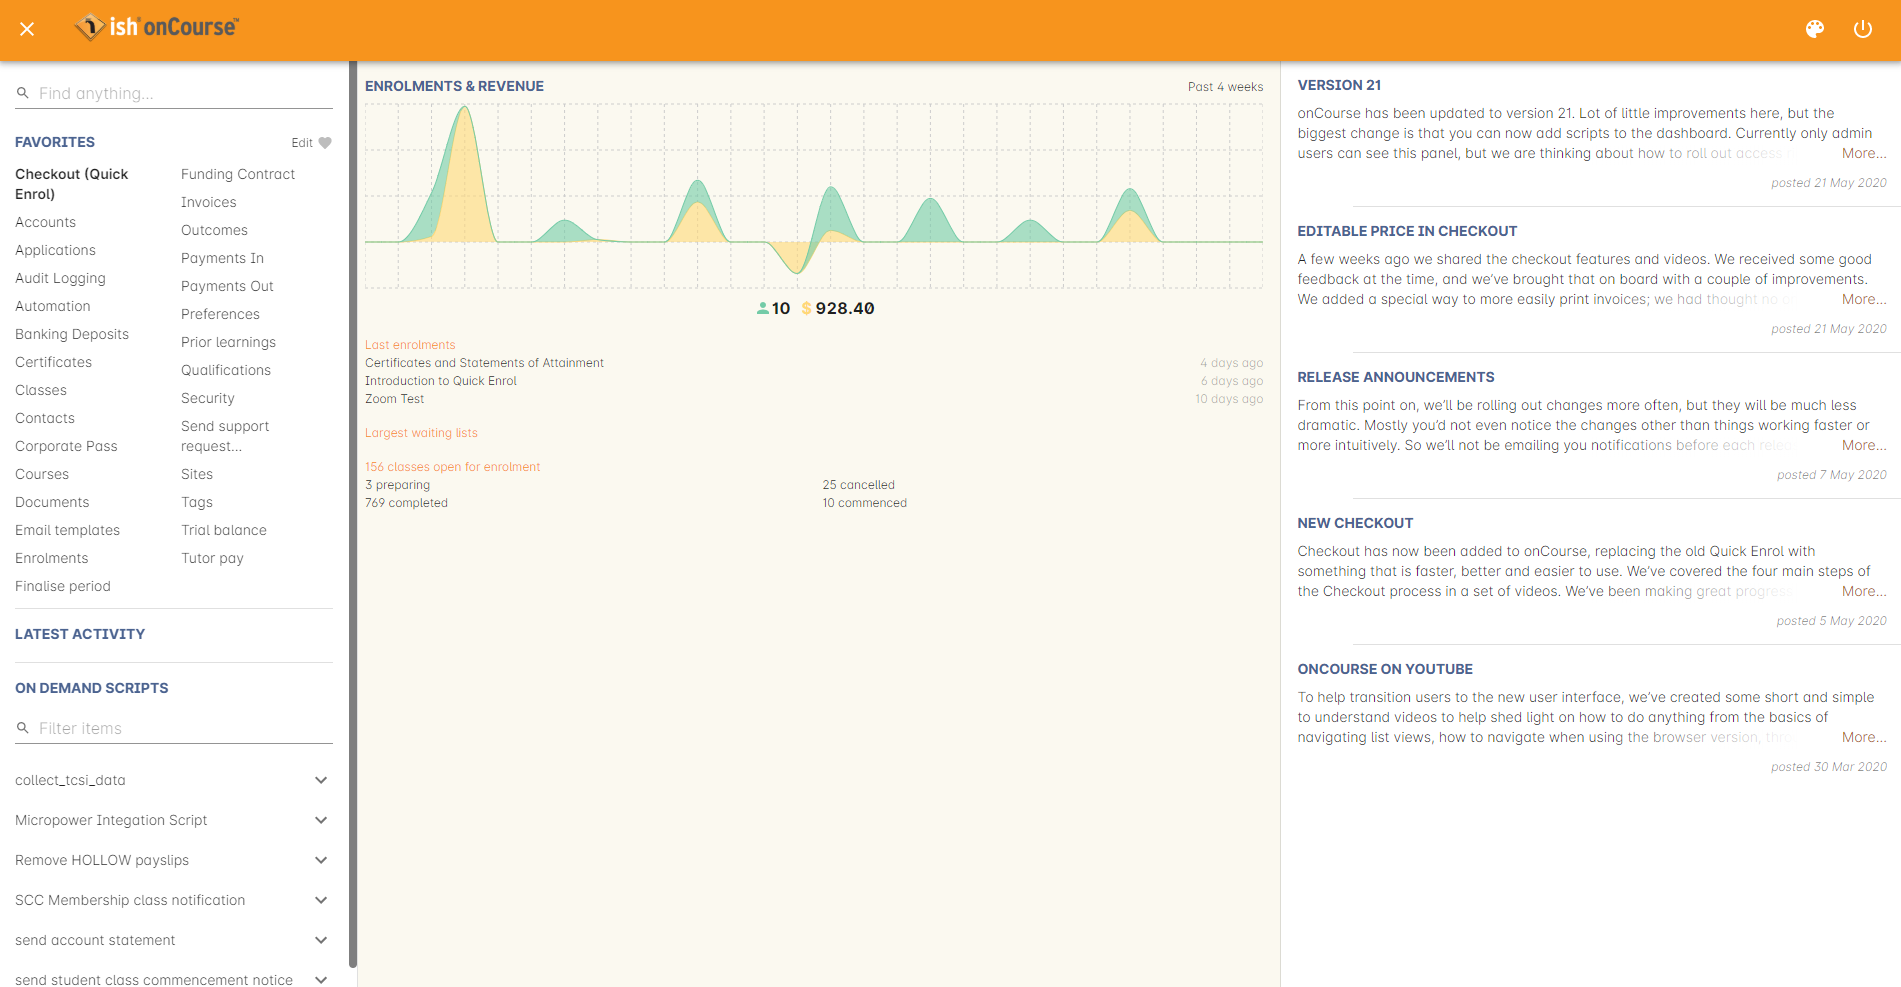 ish onCourse™
Find anything...
FAVORITES
Edit
Checkout (Quick
Enrol)
Accounts
Applications
Audit Logging
Automation
Banking Deposits
Certificates
Classes
Contacts
Corporate Pass
Courses
Documents
Email templates
Enrolments
Finalise period
Funding Contract
Invoices
Outcomes
Payments In
Payments Out
Preferences
Prior learnings
Qualifications
Security
Send support
request...
Sites
Tags
Trial balance
Tutor pay
LATEST ACTIVITY
ON DEMAND SCRIPTS
Filter items
collect_tcsi_data
Micropower Integation Script
Remove HOLLOW payslips
SCC Membership class notification
send account statement
send student class commencement notice
ENROLMENTS & REVENUE
Past 4 weeks
10 $ 928.40
Last enrolments
Certificates and Statements of Attainment 4 days ago
Introduction to Quick Enrol 6 days ago
Zoom Test 10 days ago
Largest waiting lists
156 classes open for enrolment
3 preparing 25 cancelled
769 completed 10 commenced
VERSION 21
onCourse has been updated to version 21. Lot of little improvements here, but the
biggest change is that you can now add scripts to the dashboard. Currently only admin
users can see this panel, but we are thinking about how to roll out access More...
posted 21 May 2020
EDITABLE PRICE IN CHECKOUT
A few weeks ago we shared the checkout features and videos. We received some good
feedback at the time, and we've brought that on board with a couple of improvements.
We added a special way to more easily print invoices; we had thought no More...
posted 21 May 2020
RELEASE ANNOUNCEMENTS
From this point on, we'll be rolling out changes more often, but they will be much less
dramatic. Mostly you'd not even notice the changes other than things working faster or
more intuitively. So we'll not be emailing you notifications before each More...
posted 7 May 2020
NEW CHECKOUT
Checkout has now been added to onCourse, replacing the old Quick Enrol with
something that is faster, better and easier to use. We've covered the four main steps of
the Checkout process in a set of videos. We've been making great progress More...
posted 5 May 2020
ONCOURSE ON YOUTUBE
To help transition users to the new user interface, we've created some short and simple
to understand videos to help shed light on how to do anything from the basics of
navigating list views, how to navigate when using the browser version, More...
posted 30 Mar 2020